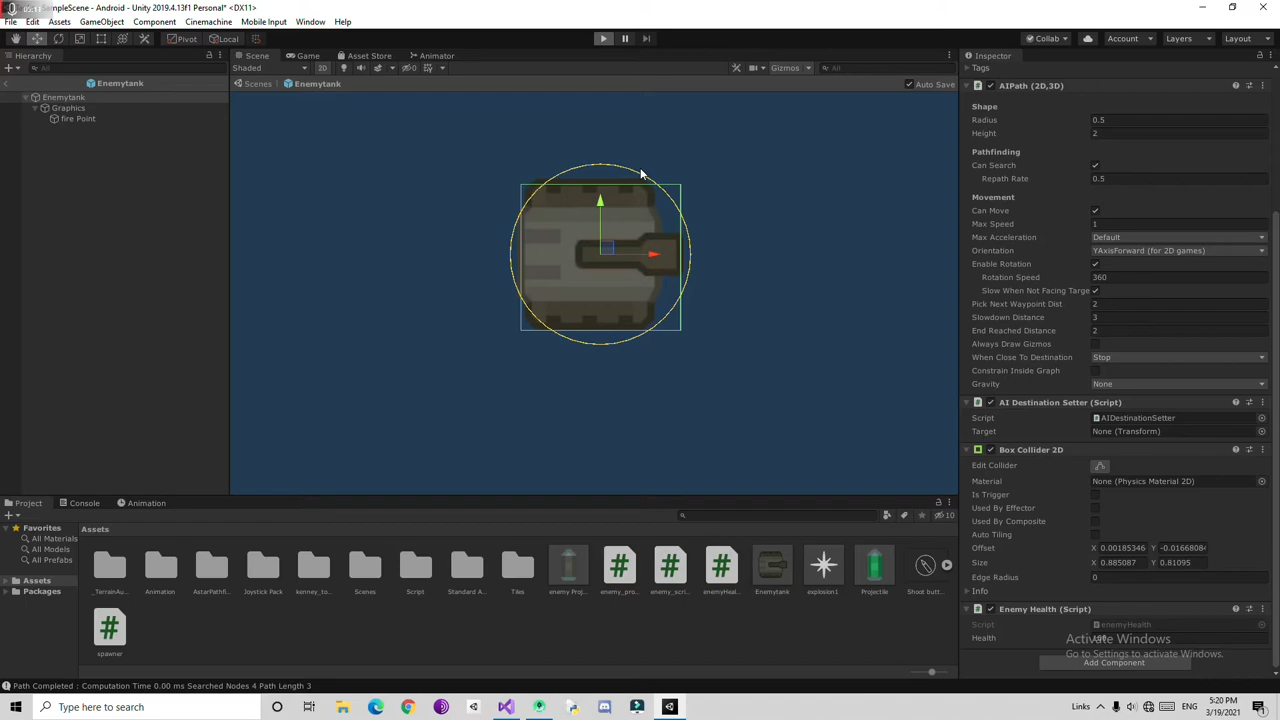 SampleScene - Android - Unity 2019.4.13f1 Personal* <DX11>
File Edit Assets GameObject Component Cinemachine Mobile Input Window Help
Pivot Local Collab Account Layers Layout
Hierarchy
All
Enemytank
Enemytank
Graphics
fire Point
Scene Game Asset Store Animator
Shaded 2D 0 Gizmos All
Scenes Enemytank Auto Save
Inspector
Tags
AIPath (2D,3D)
Shape
Radius 0.5
Height 2
Pathfinding
Can Search
Repath Rate 0.5
Movement
Can Move
Max Speed 1
Max Acceleration Default
Orientation YAxisForward (for 2D games)
Enable Rotation
Rotation Speed 360
Slow When Not Facing Targe
Pick Next Waypoint Dist 2
Slowdown Distance 3
End Reached Distance 2
Always Draw Gizmos
When Close To Destination Stop
Constrain Inside Graph
Gravity None
AI Destination Setter (Script)
Script AIDestinationSetter
Target None (Transform)
Box Collider 2D
Edit Collider
Material None (Physics Material 2D)
Is Trigger
Used By Effector
Used By Composite
Auto Tiling
Offset X 0.00185346 Y -0.0166808
Size X 0.885087 Y 0.81095
Edge Radius 0
Info
Enemy Health (Script)
Script enemyHealth
Health
Activate Windows
Go to Settings to activate Windows.
Add Component
Project Console Animation
10
Favorites
All Materials
All Models
All Prefabs
Assets
Packages
Assets
_TerrainAu... Animation AstarPathfi... Joystick Pack kenney_to... Scenes Script Standard A... Tiles enemy Proj... enemy_pro... enemy_scri... enemyHeal... Enemytank explosion1 Projectile Shoot butt...
spawner
Path Completed : Computation Time 0.00 ms Searched Nodes 4 Path Length 3
Type here to search
Links
5:20 PM
3/19/2021